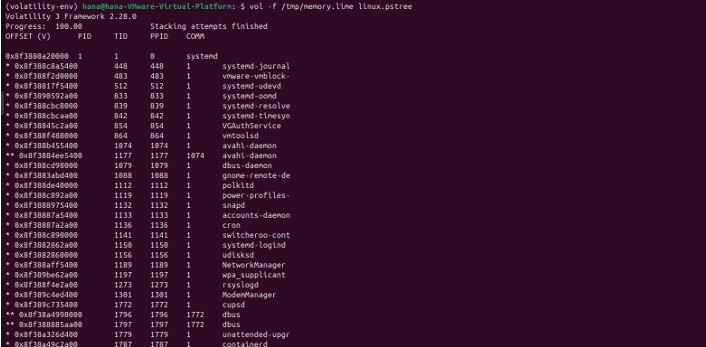 (volatility-env) hana@hana-VMware-Virtual-Platform:~$ vol -f /tmp/memory.lime linux.pstree
Volatility 3 Framework 2.28.0
Progress: 100.00 Stacking attempts finished
OFFSET (V) PID TID PPID COMM
0x8f3880a20000 1 1 0 systemd
* 0x8f388c8a5400 448 448 1 systemd-journal
* 0x8f388f2d0000 483 483 1 vmware-vmblock-
* 0x8f38817f5400 512 512 1 systemd-udevd
* 0x8f3890592a00 833 833 1 systemd-oomd
* 0x8f388cbc8000 839 839 1 systemd-resolve
* 0x8f388cbcaa00 842 842 1 systemd-timesyn
* 0x8f38845c2a00 854 854 1 VGAuthService
* 0x8f388f488000 864 864 1 vmtoolsd
* 0x8f388b455400 1074 1074 1 avahi-daemon
** 0x8f3884ee5400 1177 1177 1074 avahi-daemon
* 0x8f388cd98000 1079 1079 1 dbus-daemon
* 0x8f3883abd400 1088 1088 1 gnome-remote-de
* 0x8f388de40000 1112 1112 1 polkitd
* 0x8f388c892a00 1119 1119 1 power-profiles-
* 0x8f3888975400 1132 1132 1 snapd
* 0x8f38887a5400 1133 1133 1 accounts-daemon
* 0x8f38887a2a00 1136 1136 1 cron
* 0x8f388c890000 1141 1141 1 switcheroo-cont
* 0x8f3882862a00 1150 1150 1 systemd-logind
* 0x8f3882860000 1156 1156 1 udisksd
* 0x8f388aff5400 1189 1189 1 NetworkManager
* 0x8f389be62a00 1197 1197 1 wpa_supplicant
* 0x8f388f4e2a00 1273 1273 1 rsyslogd
* 0x8f389c4ed400 1301 1301 1 ModemManager
* 0x8f389c735400 1772 1772 1 cupsd
** 0x8f38a4998000 1796 1796 1772 dbus
** 0x8f388885aa00 1797 1797 1772 dbus
* 0x8f38a326d400 1779 1779 1 unattended-upgr
* 0x8f38a49c2a00 1787 1787 1 containerd